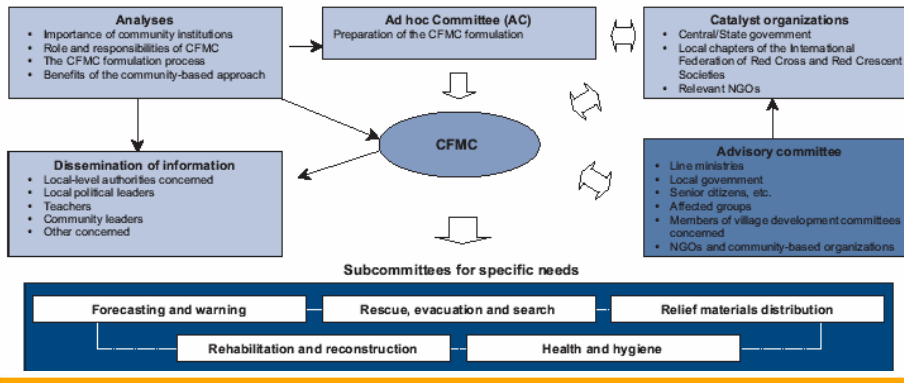 Analyses
• Importance of community institutions
• Role and responsibilities of CFMC
• The CFMC formulation process
• Benefits of the community-based approach
Ad hoc Committee (AC)
Preparation of the CFMC formulation
Catalyst organizations
• Central/State government
• Local chapters of the International
Federation of Red Cross and Red Crescent
Societies
• Relevant NGOs
CFMC
Dissemination of information
• Local-level authorities concerned
• Local political leaders
• Teachers
• Community leaders
• Other concerned
Advisory committee
• Line ministries
• Local government
• Senior citizens, etc.
• Affected groups
• Members of village development committees
concerned
• NGOs and community-based organizations
Subcommittees for specific needs
Forecasting and warning
Rescue, evacuation and search
Relief materials distribution
Rehabilitation and reconstruction
Health and hygiene